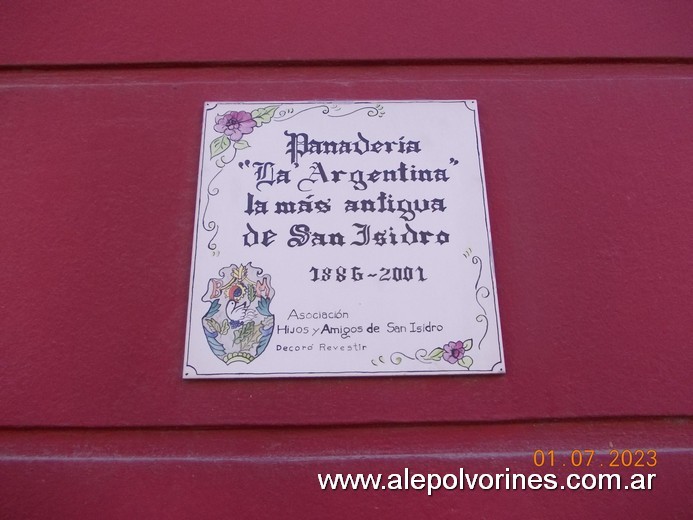 Panadería
"La Argentina"
la más antigua
de San Isidro
1886~2001
B M
Asociación
Hijos y Amigos de San Isidro
Decoró Revestir
01.07.2023
www.alepolvorines.com.ar